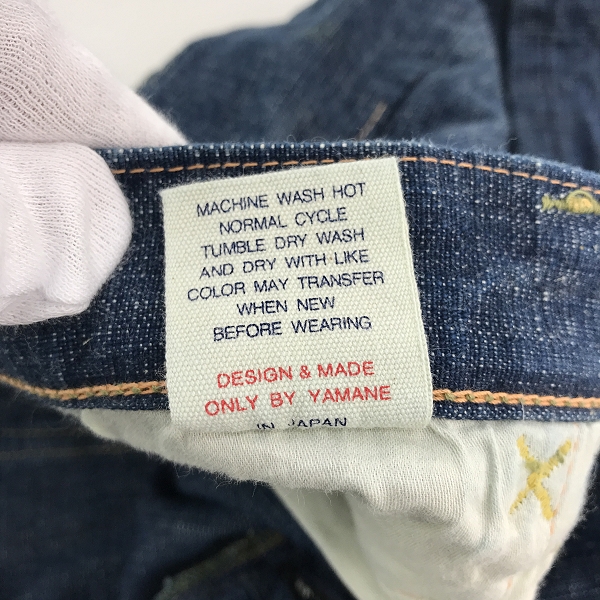 MACHINE WASH HOT
NORMAL CYCLE
TUMBLE DRY WASH
AND DRY WITH LIKE
COLOR MAY TRANSFER
WHEN NEW
BEFORE WEARING
DESIGN & MADE
ONLY BY YAMANE
IN JAPAN